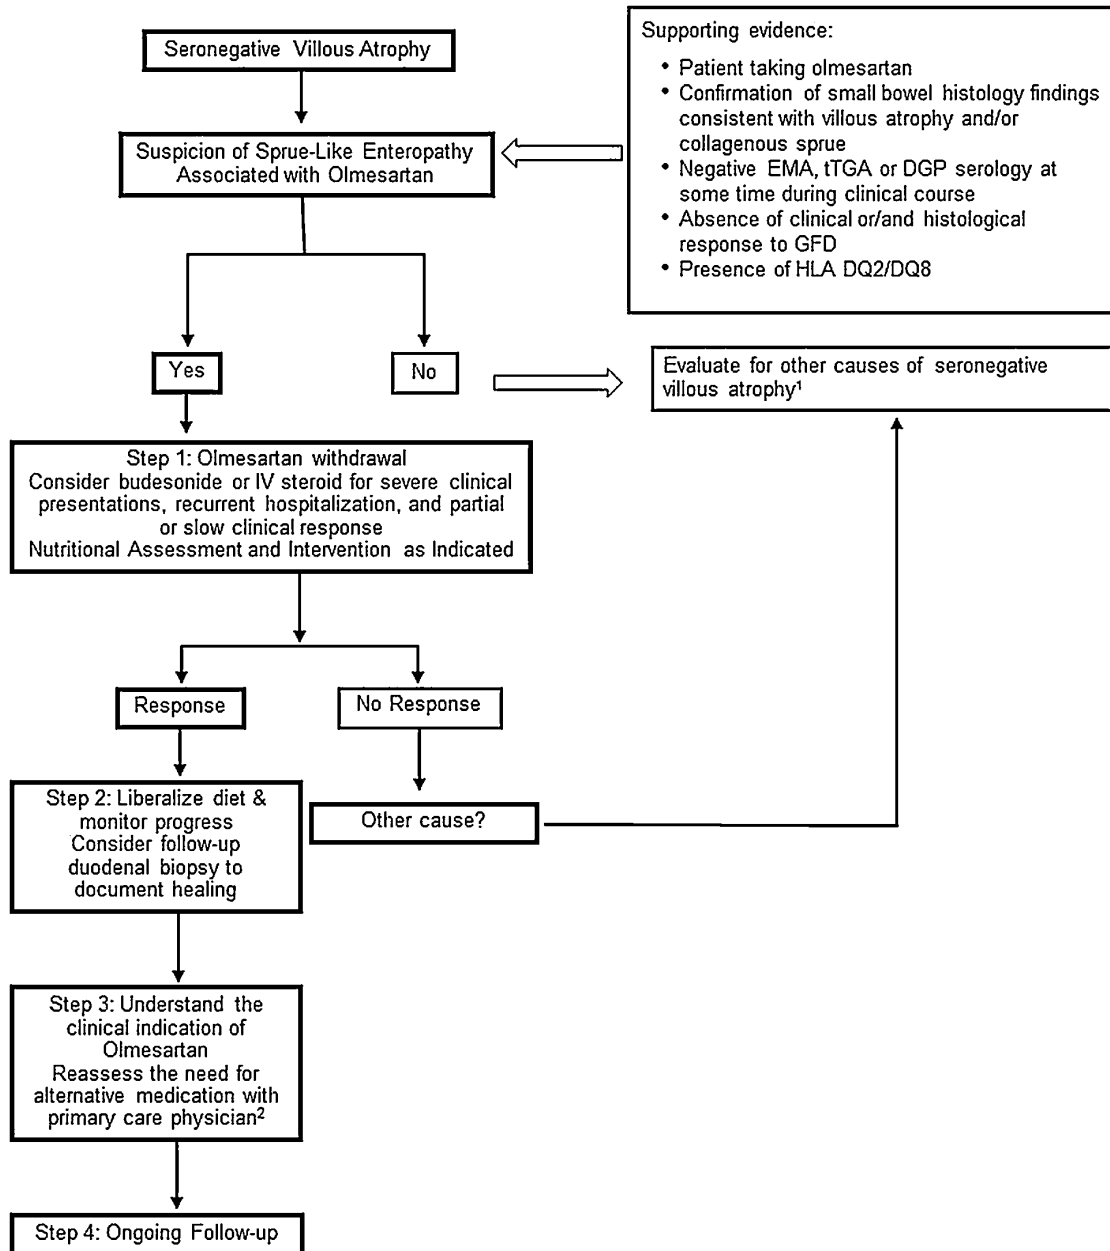 Seronegative Villous Atrophy
Supporting evidence:
• Patient taking olmesartan
• Confirmation of small bowel histology findings
consistent with villous atrophy and/or
collagenous sprue
• Negative EMA, tTGA or DGP serology at
some time during clinical course
• Absence of clinical or/and histological
response to GFD
• Presence of HLA DQ2/DQ8
Suspicion of Sprue-Like Enteropathy
Associated with Olmesartan
Yes
No
Evaluate for other causes of seronegative
villous atrophy¹
Step 1: Olmesartan withdrawal
Consider budesonide or IV steroid for severe clinical
presentations, recurrent hospitalization, and partial
or slow clinical response
Nutritional Assessment and Intervention as Indicated
Response
No Response
Step 2: Liberalize diet &
monitor progress
Consider follow-up
duodenal biopsy to
document healing
Other cause?
Step 3: Understand the
clinical indication of
Olmesartan
Reassess the need for
alternative medication with
primary care physician²
Step 4: Ongoing Follow-up